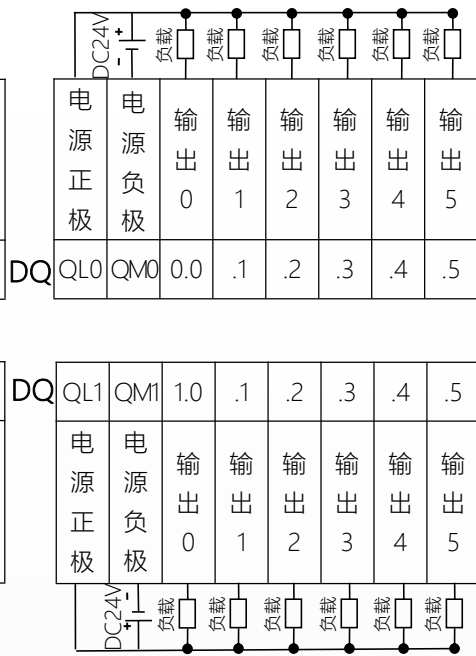 DC24V + - 负载 负载 负载 负载 负载 负载
电源正极 电源负极 输出0 输出1 输出2 输出3 输出4 输出5
DQ QL0 QM0 0.0 .1 .2 .3 .4 .5
DQ QL1 QM1 1.0 .1 .2 .3 .4 .5
电源正极 电源负极 输出0 输出1 输出2 输出3 输出4 输出5
DC24V - + 负载 负载 负载 负载 负载 负载